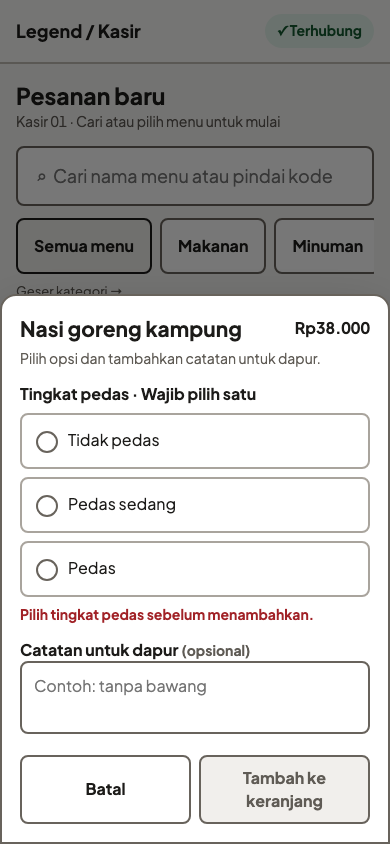 Legend / Kasir
✓Terhubung
Pesanan baru
Kasir 01 · Cari atau pilih menu untuk mulai
Cari nama menu atau pindai kode
Semua menu
Makanan
Minuman
Geser kategori →
Nasi goreng kampung
Rp38.000
Pilih opsi dan tambahkan catatan untuk dapur.
Tingkat pedas · Wajib pilih satu
Tidak pedas
Pedas sedang
Pedas
Pilih tingkat pedas sebelum menambahkan.
Catatan untuk dapur (opsional)
Contoh: tanpa bawang
Batal
Tambah ke
keranjang